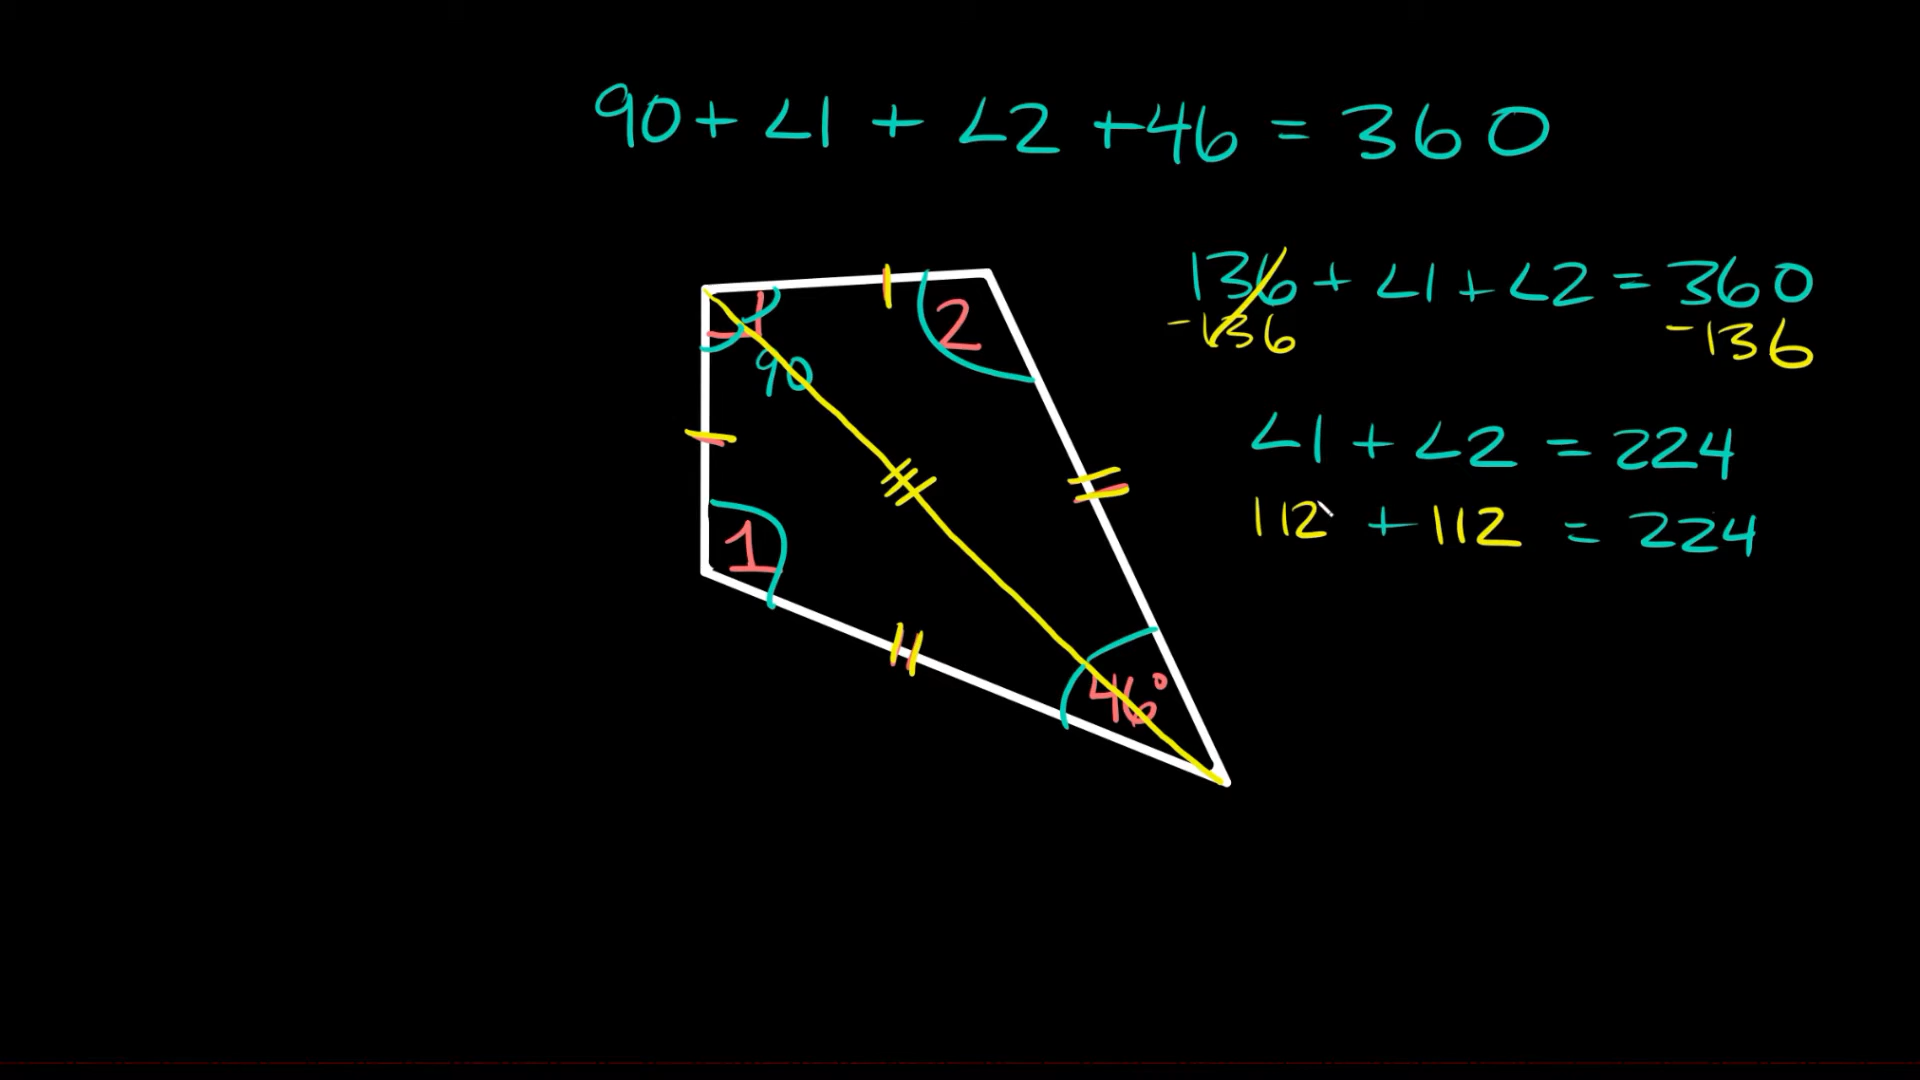 90 + ∠1 + ∠2 + 46 = 360
136 + ∠1 + ∠2 = 360
-136 -136
∠1 + ∠2 = 224
112 + 112 = 224
2
90
1
46°